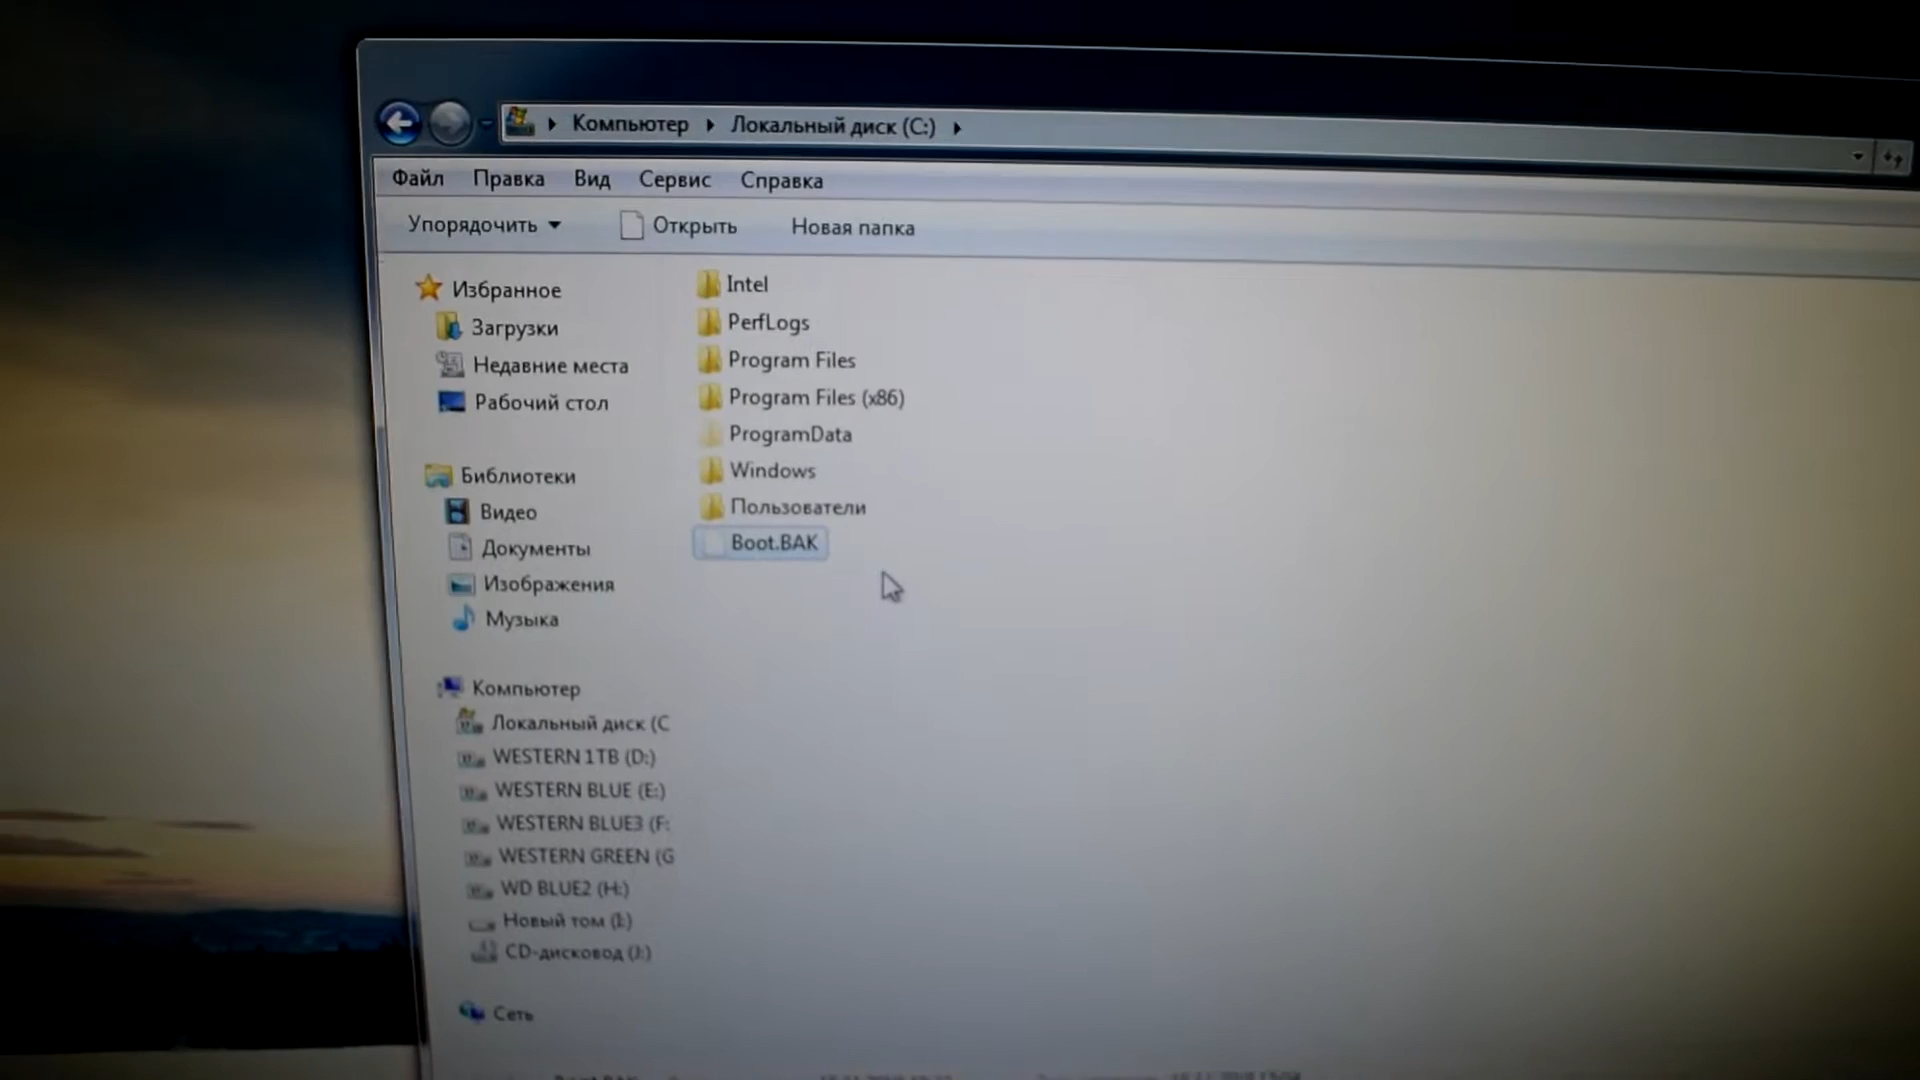 Компьютер Локальный диск (C:)
Файл Правка Вид Сервис Справка
Упорядочить Открыть Новая папка
Избранное
Загрузки
Недавние места
Рабочий стол
Библиотеки
Видео
Документы
Изображения
Музыка
Компьютер
Локальный диск (C
WESTERN 1TB (D:)
WESTERN BLUE (E:)
WESTERN BLUE3 (F:
WESTERN GREEN (G
WD BLUE2 (H:)
Новый том (I:)
CD-дисковод (J:)
Сеть
Intel
PerfLogs
Program Files
Program Files (x86)
ProgramData
Windows
Пользователи
Boot.BAK